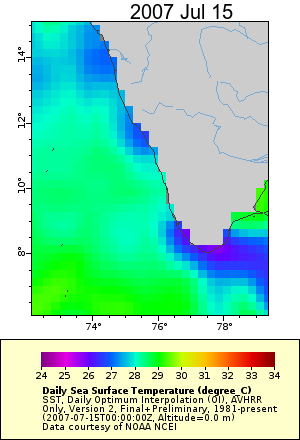 2007 Jul 15
14°
12°
10°
8°
74°
76°
78°
24 25 26 27 28 29 30 31 32 33 34
Daily Sea Surface Temperature (degree_C)
SST, Daily Optimum Interpolation (OI), AVHRR
Only, Version 2, Final+Preliminary, 1981-present
(2007-07-15T00:00:00Z, Altitude=0.0 m)
Data courtesy of NOAA NCEI